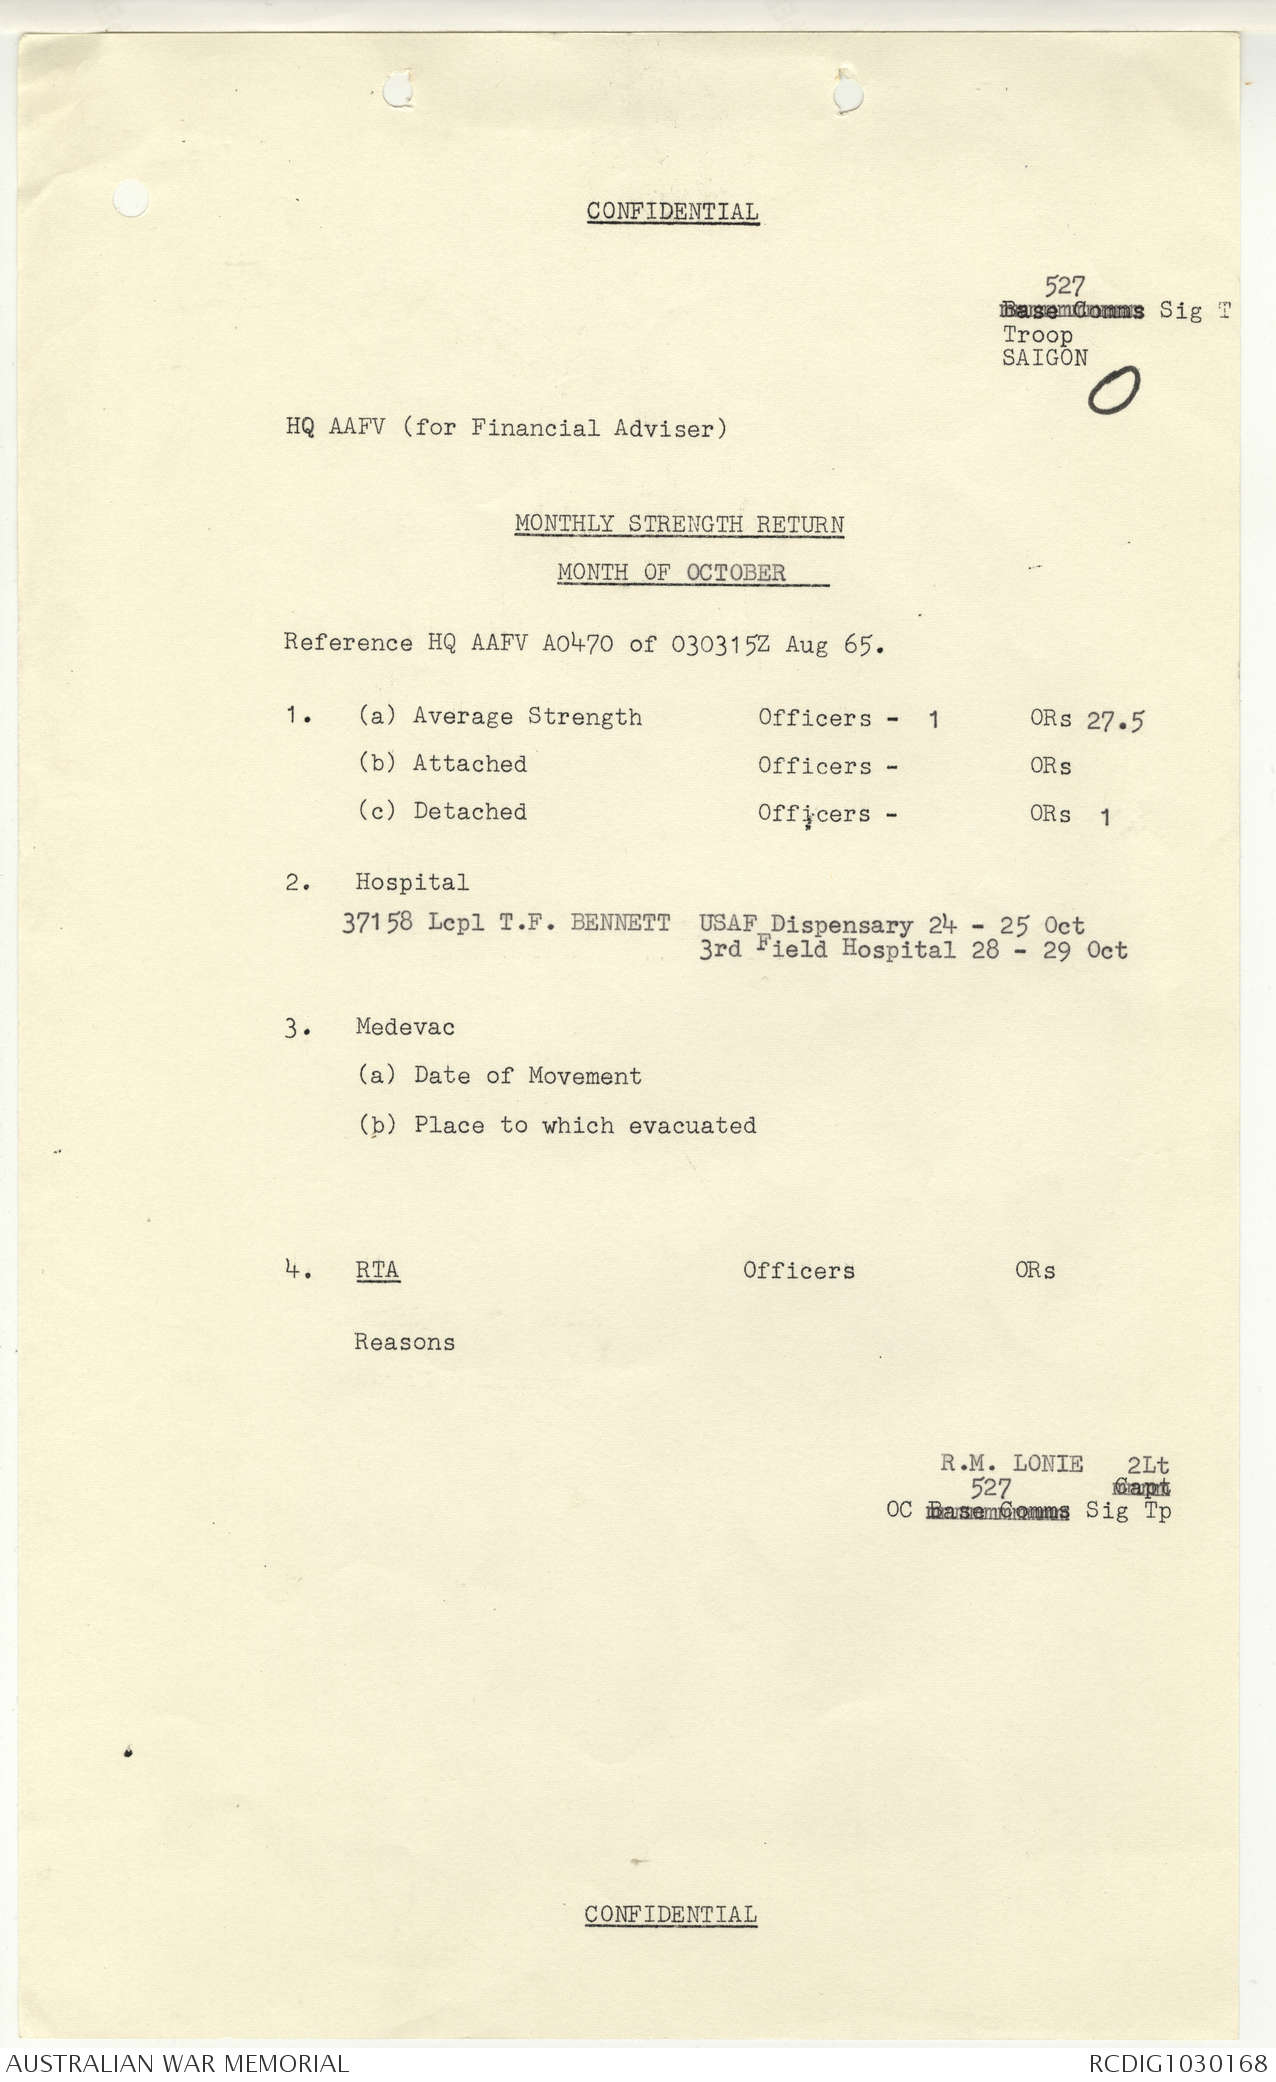 CONFIDENTIAL
527
Base Comms Sig T
Troop
SAIGON
O
HQ AAFV (for Financial Adviser)
MONTHLY STRENGTH RETURN
MONTH OF OCTOBER
Reference HQ AAFV A0470 of 030315Z Aug 65.
1. (a) Average Strength Officers - 1 ORs 27.5
(b) Attached Officers - ORs
(c) Detached Officers - ORs 1
2. Hospital
37158 Lcpl T.F. BENNETT USAF Dispensary 24 - 25 Oct
3rd Field Hospital 28 - 29 Oct
3. Medevac
(a) Date of Movement
(b) Place to which evacuated
4. RTA Officers ORs
Reasons
R.M. LONIE 2Lt
527 Capt
OC Base Comms Sig Tp
CONFIDENTIAL
AUSTRALIAN WAR MEMORIAL RCDIG1030168